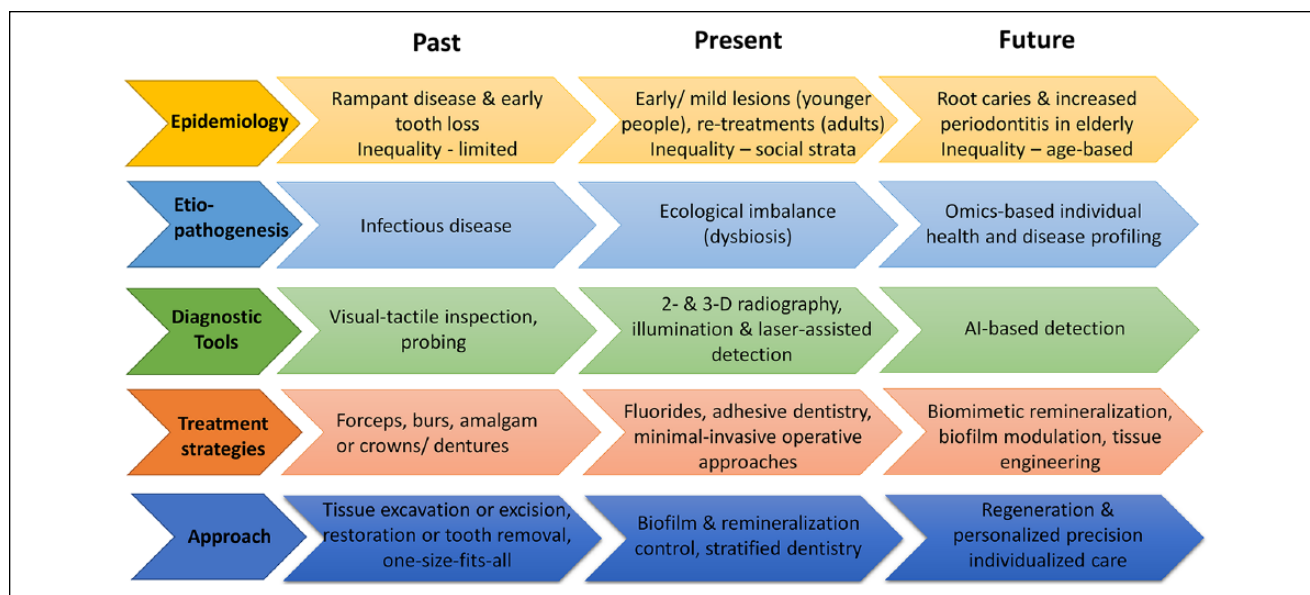 Past Present Future
Epidemiology
Rampant disease & early
tooth loss
Inequality - limited
Early/ mild lesions (younger
people), re-treatments (adults)
Inequality – social strata
Root caries & increased
periodontitis in elderly
Inequality – age-based
Etio-
pathogenesis
Infectious disease
Ecological imbalance
(dysbiosis)
Omics-based individual
health and disease profiling
Diagnostic
Tools
Visual-tactile inspection,
probing
2- & 3-D radiography,
illumination & laser-assisted
detection
AI-based detection
Treatment
strategies
Forceps, burs, amalgam
or crowns/ dentures
Fluorides, adhesive dentistry,
minimal-invasive operative
approaches
Biomimetic remineralization,
biofilm modulation, tissue
engineering
Approach
Tissue excavation or excision,
restoration or tooth removal,
one-size-fits-all
Biofilm & remineralization
control, stratified dentistry
Regeneration &
personalized precision
individualized care